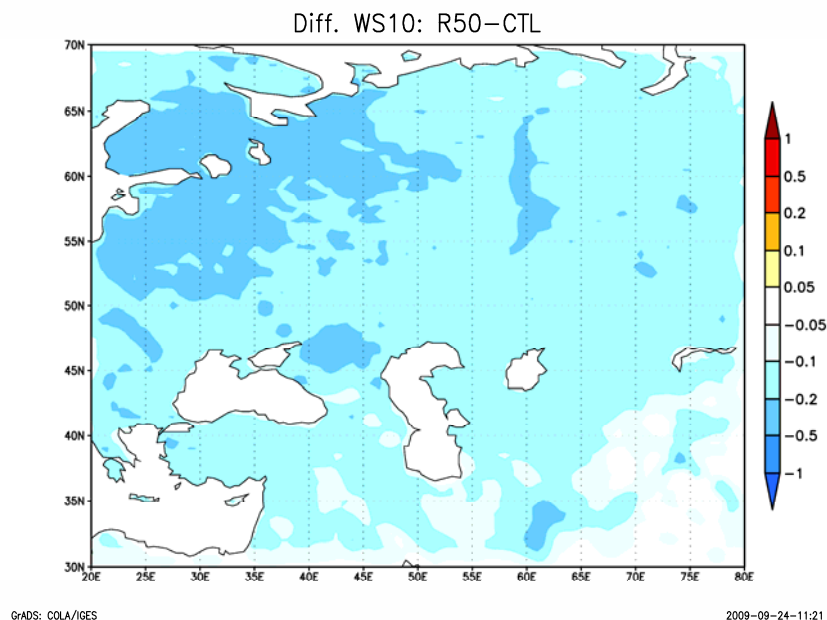 Diff. WS10: R50-CTL
70N
65N
60N
55N
50N
45N
40N
35N
30N
20E 25E 30E 35E 40E 45E 50E 55E 60E 65E 70E 75E 80E
1
0.5
0.2
0.1
0.05
-0.05
-0.1
-0.2
-0.5
-1
GrADS: COLA/IGES 2009-09-24-11:21